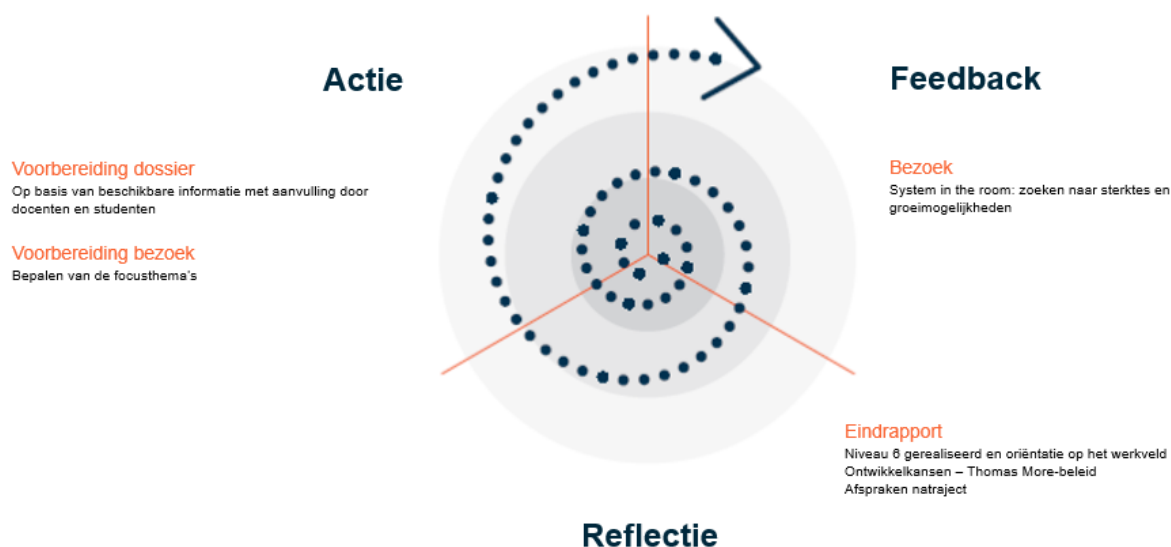 Actie
Feedback
Voorbereiding dossier
Op basis van beschikbare informatie met aanvulling door
docenten en studenten
Voorbereiding bezoek
Bepalen van de focusthema's
Bezoek
System in the room: zoeken naar sterktes en
groeimogelijkheden
Eindrapport
Niveau 6 gerealiseerd en oriëntatie op het werkveld
Ontwikkelkansen – Thomas More-beleid
Afspraken natraject
Reflectie